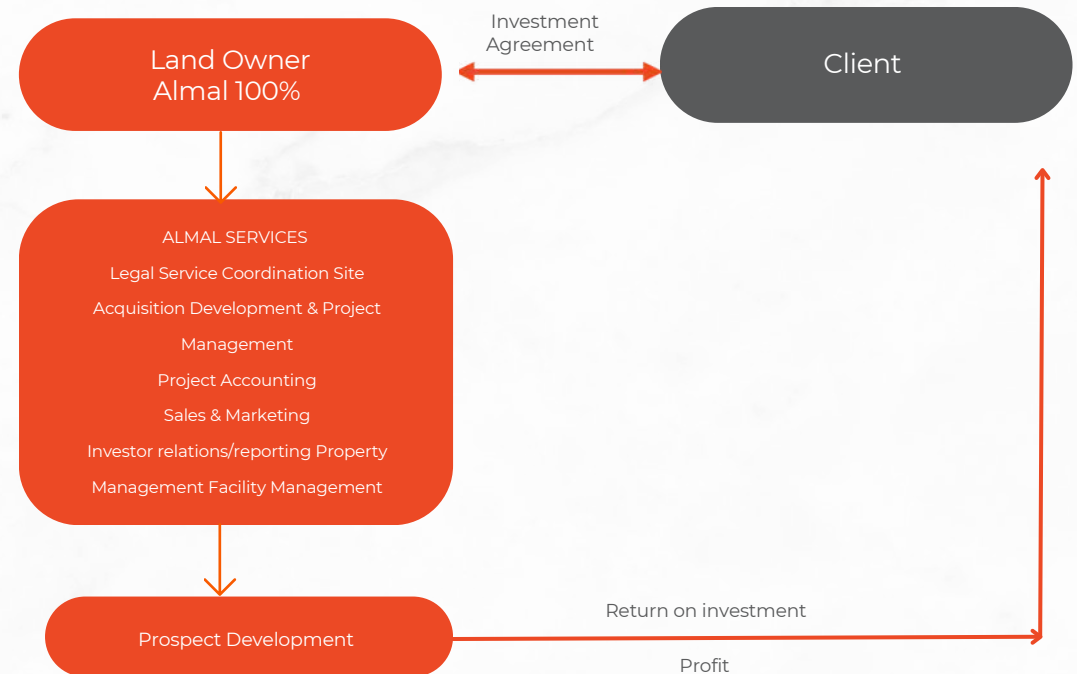 Land Owner
Almal 100%
Investment
Agreement
Client
ALMAL SERVICES
Legal Service Coordination Site
Acquisition Development & Project
Management
Project Accounting
Sales & Marketing
Investor relations/reporting Property
Management Facility Management
Prospect Development
Return on investment
Profit